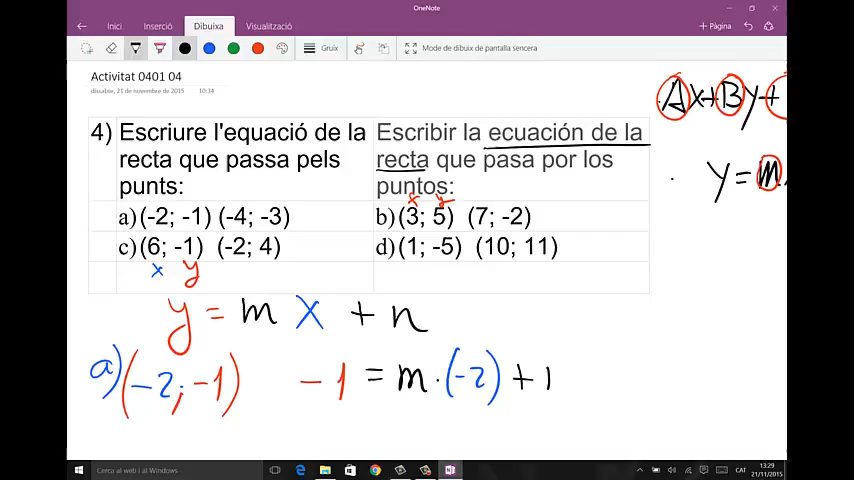 OneNote
Inici Inserció Dibuixa Visualització
+ Pàgina
Gruix
Mode de dibuix de pantalla sencera
Activitat 0401 04
dissabte, 21 de novembre de 2015 10:34
Ax+By+
y=m
4) Escriure l'equació de la recta que passa pels punts:
Escribir la ecuación de la recta que pasa por los puntos:
x y
a) (-2; -1) (-4; -3)
b) (3; 5) (7; -2)
c) (6; -1) (-2; 4)
d) (1; -5) (10; 11)
x y
y = m x + n
a) (-2; -1) -1 = m·(-2) + 1
Cerca al web i al Windows
CAT
13:29
21/11/2015